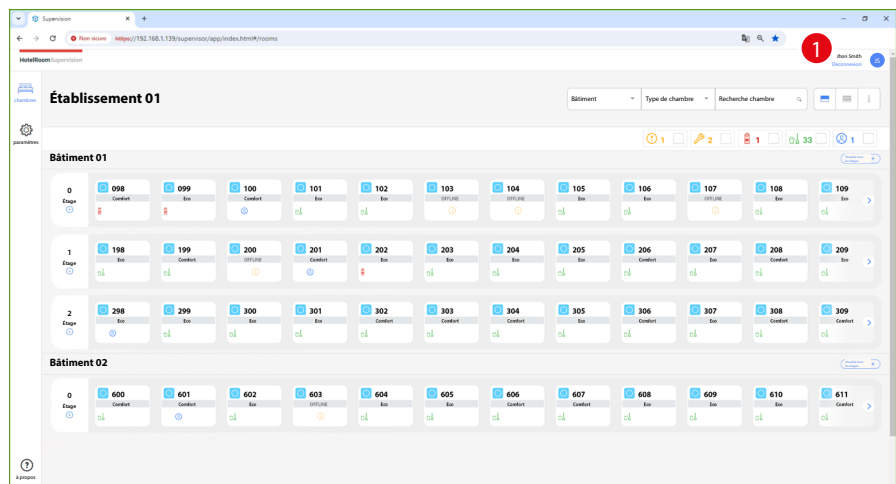 Supervision
Non sicuro https://192.168.1.139/supervisor/app/index.html#/rooms
1
HotelRoomSupervision
Jhon Smith
Déconnexion
JS
chambres
Établissement 01
Bâtiment
Type de chambre
Recherche chambre
paramètres
1 2 1 33 1
Bâtiment 01
0
Étage
098 099 100 101 102 103 104 105 106 107 108 109
Comfort Eco Comfort Eco Eco OFFLINE OFFLINE Eco Eco OFFLINE Eco Eco
1
Étage
198 199 200 201 202 203 204 205 206 207 208 209
Eco Comfort OFFLINE Comfort Eco Eco Eco Eco Comfort Eco Comfort Eco
2
Étage
298 299 300 301 302 303 304 305 306 307 308 309
Eco Eco Eco Eco Comfort Comfort Comfort Eco Comfort Eco Comfort Comfort
Bâtiment 02
0
Étage
600 601 602 603 604 605 606 607 608 609 610 611
Comfort Comfort Eco OFFLINE Eco Eco Comfort Comfort Eco Eco Eco Comfort
à propos